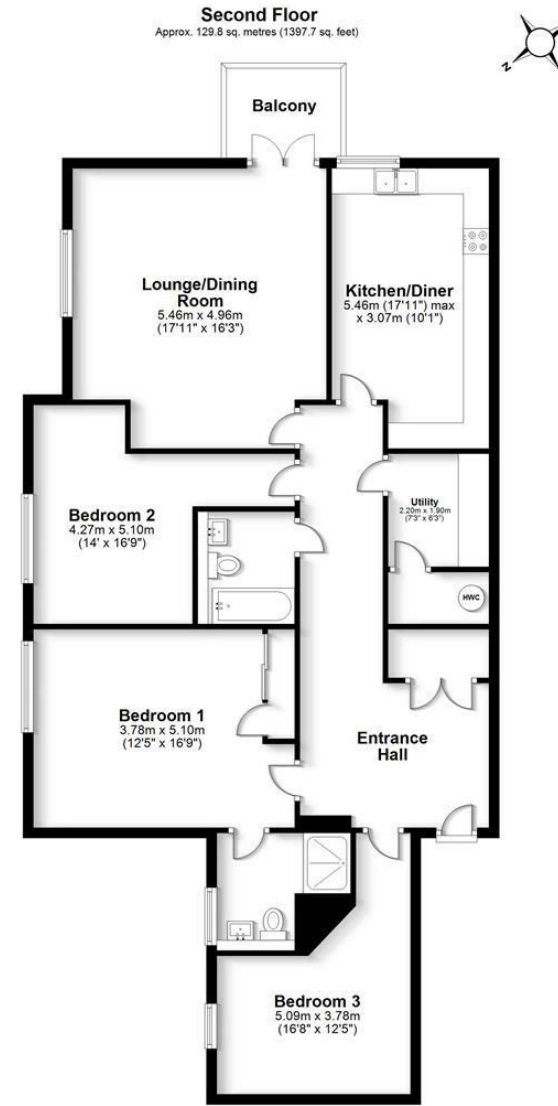 Second Floor
Approx. 129.8 sq. metres (1397.7 sq. feet)
N
Balcony
Lounge/Dining
Room
5.46m x 4.96m
(17'11" x 16'3")
Kitchen/Diner
5.46m (17'11") max
x 3.07m (10'1")
Utility
2.20m x 1.90m
(7'3" x 6'3")
HWC
Bedroom 2
4.27m x 5.10m
(14' x 16'9")
Bedroom 1
3.78m x 5.10m
(12'5" x 16'9")
Entrance
Hall
Bedroom 3
5.09m x 3.78m
(16'8" x 12'5")